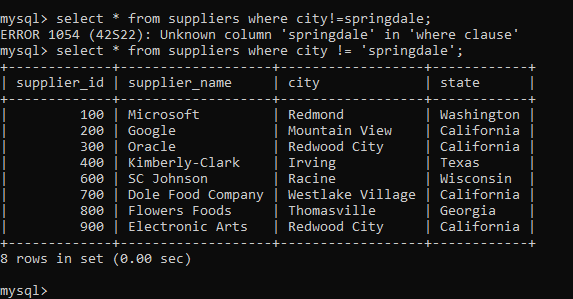 mysql> select * from suppliers where city!=springdale;
ERROR 1054 (42S22): Unknown column 'springdale' in 'where clause'
mysql> select * from suppliers where city != 'springdale';
+-------------+-------------------+------------------+------------+
| supplier_id | supplier_name     | city             | state      |
+-------------+-------------------+------------------+------------+
|         100 | Microsoft         | Redmond          | Washington |
|         200 | Google            | Mountain View    | California |
|         300 | Oracle            | Redwood City     | California |
|         400 | Kimberly-Clark    | Irving           | Texas      |
|         600 | SC Johnson        | Racine           | Wisconsin  |
|         700 | Dole Food Company | Westlake Village | California |
|         800 | Flowers Foods     | Thomasville      | Georgia    |
|         900 | Electronic Arts   | Redwood City     | California |
+-------------+-------------------+------------------+------------+
8 rows in set (0.00 sec)
mysql>